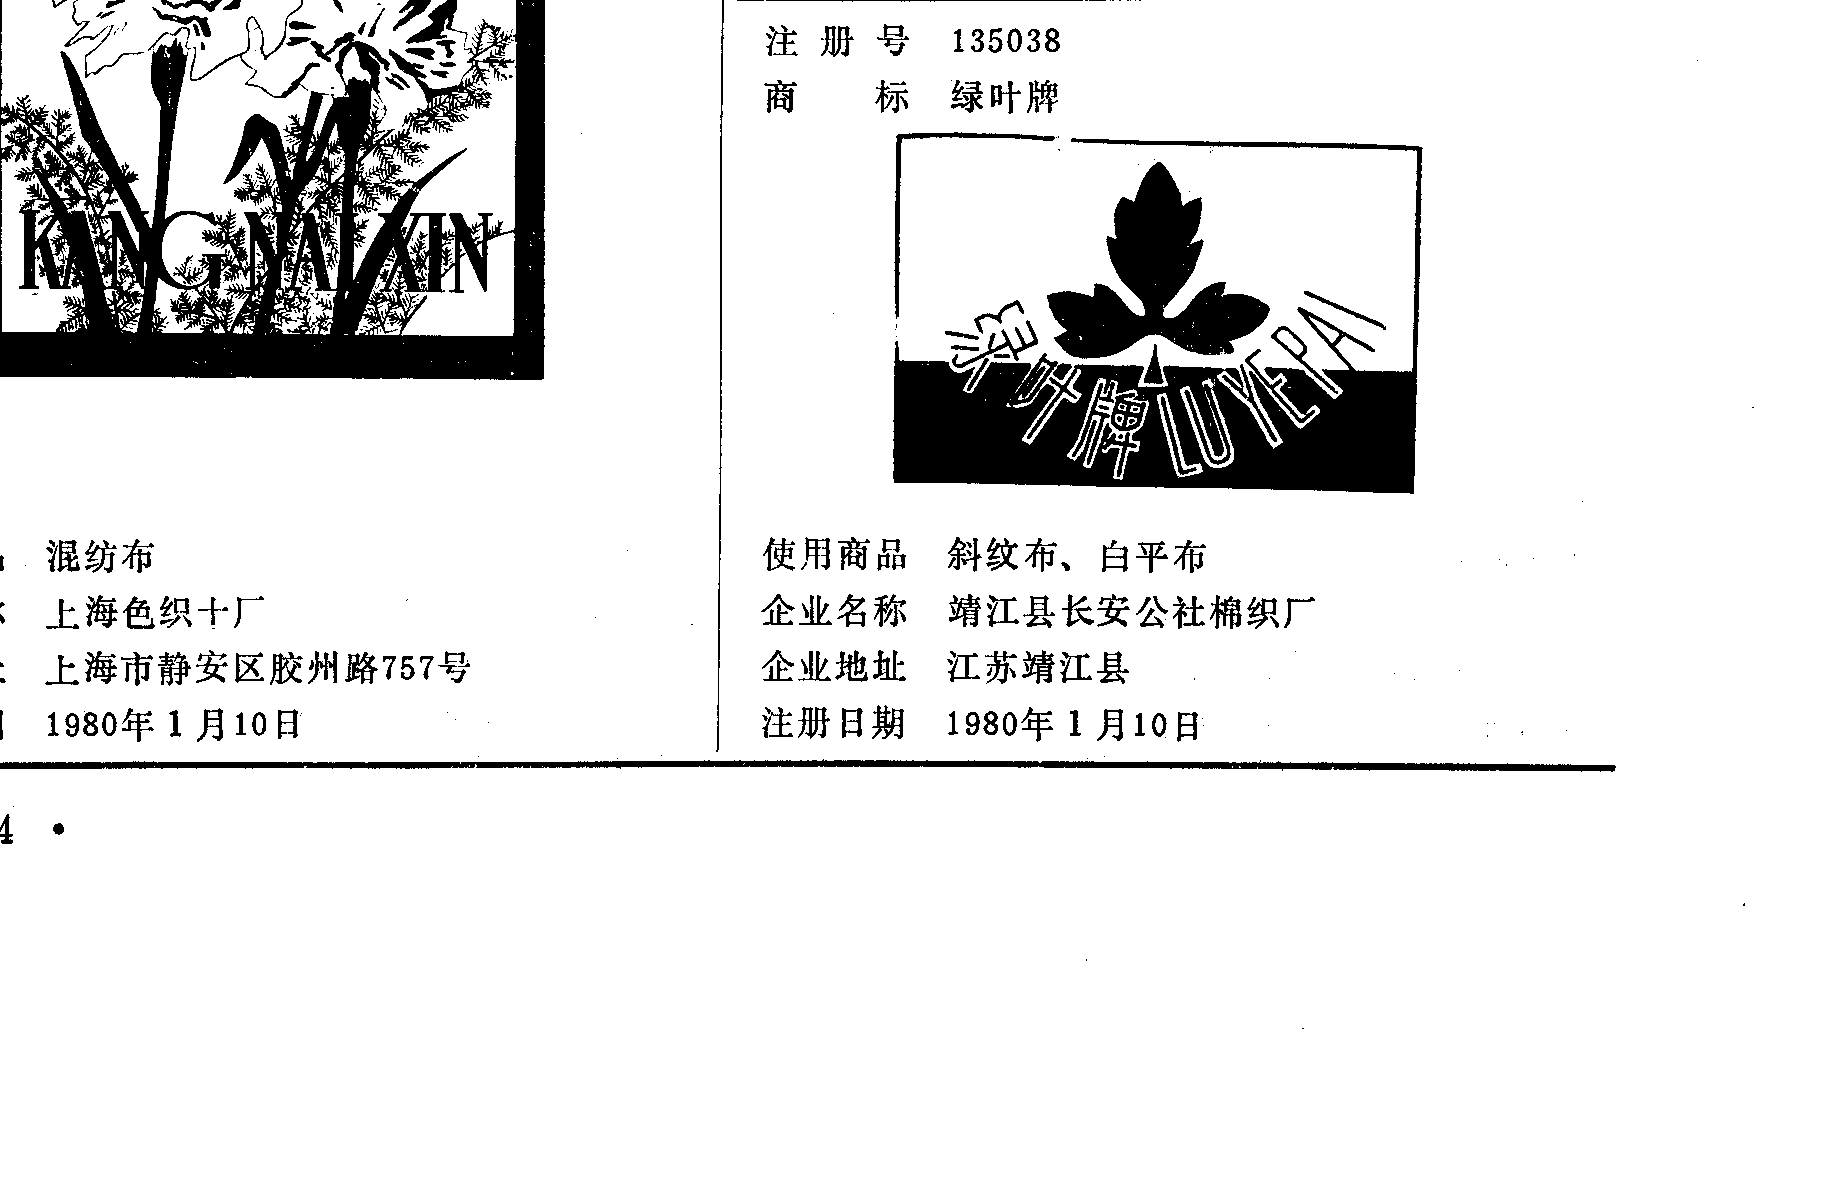 KANG NAI XIN
混纺布
上海色织十厂
上海市静安区胶州路757号
1980年1月10日
4 •
注册号 135038
商标 绿叶牌
绿叶牌 LUYEPAI
使用商品 斜纹布、白平布
企业名称 靖江县长安公社棉织厂
企业地址 江苏靖江县
注册日期 1980年1月10日